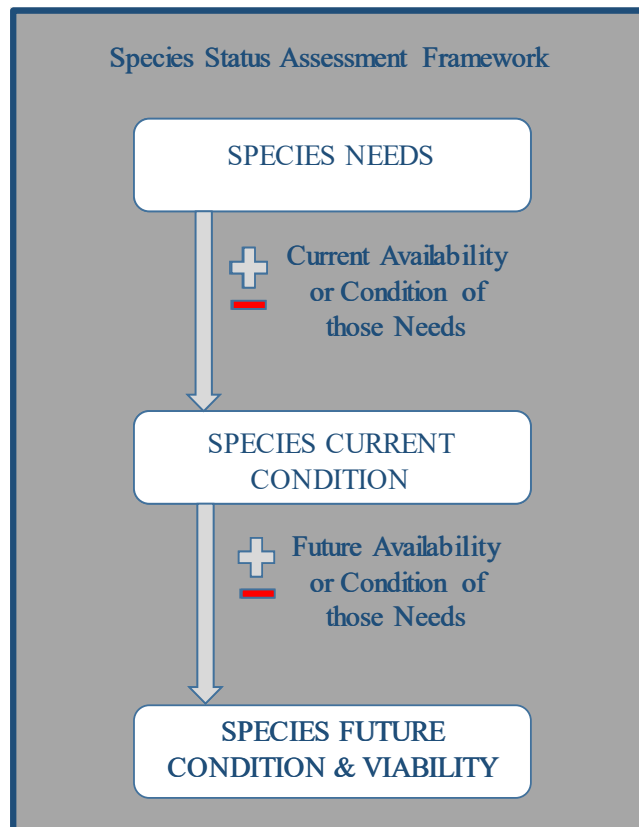 Species Status Assessment Framework
SPECIES NEEDS
Current Availability
or Condition of
those Needs
SPECIES CURRENT
CONDITION
Future Availability
or Condition of
those Needs
SPECIES FUTURE
CONDITION & VIABILITY